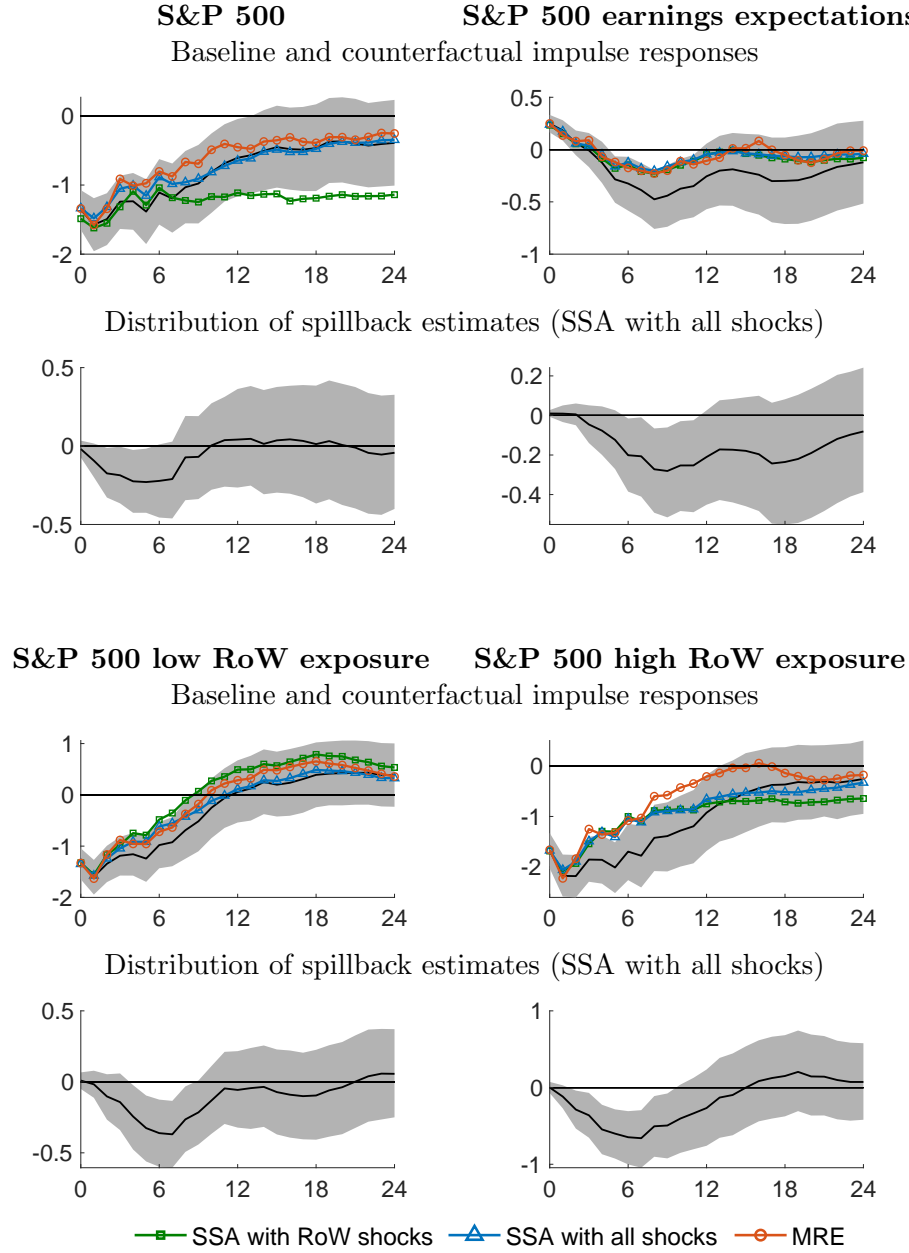 S&P 500 S&P 500 earnings expectations
Baseline and counterfactual impulse responses
0
-1
-2
0 6 12 18 24
0.5
0
-0.5
-1
0 6 12 18 24
Distribution of spillback estimates (SSA with all shocks)
0.5
0
-0.5
0 6 12 18 24
0.2
0
-0.2
-0.4
0 6 12 18 24
S&P 500 low RoW exposure S&P 500 high RoW exposure
Baseline and counterfactual impulse responses
1
0
-1
-2
0 6 12 18 24
0
-1
-2
0 6 12 18 24
Distribution of spillback estimates (SSA with all shocks)
0.5
0
-0.5
0 6 12 18 24
1
0
-1
0 6 12 18 24
SSA with RoW shocks SSA with all shocks MRE